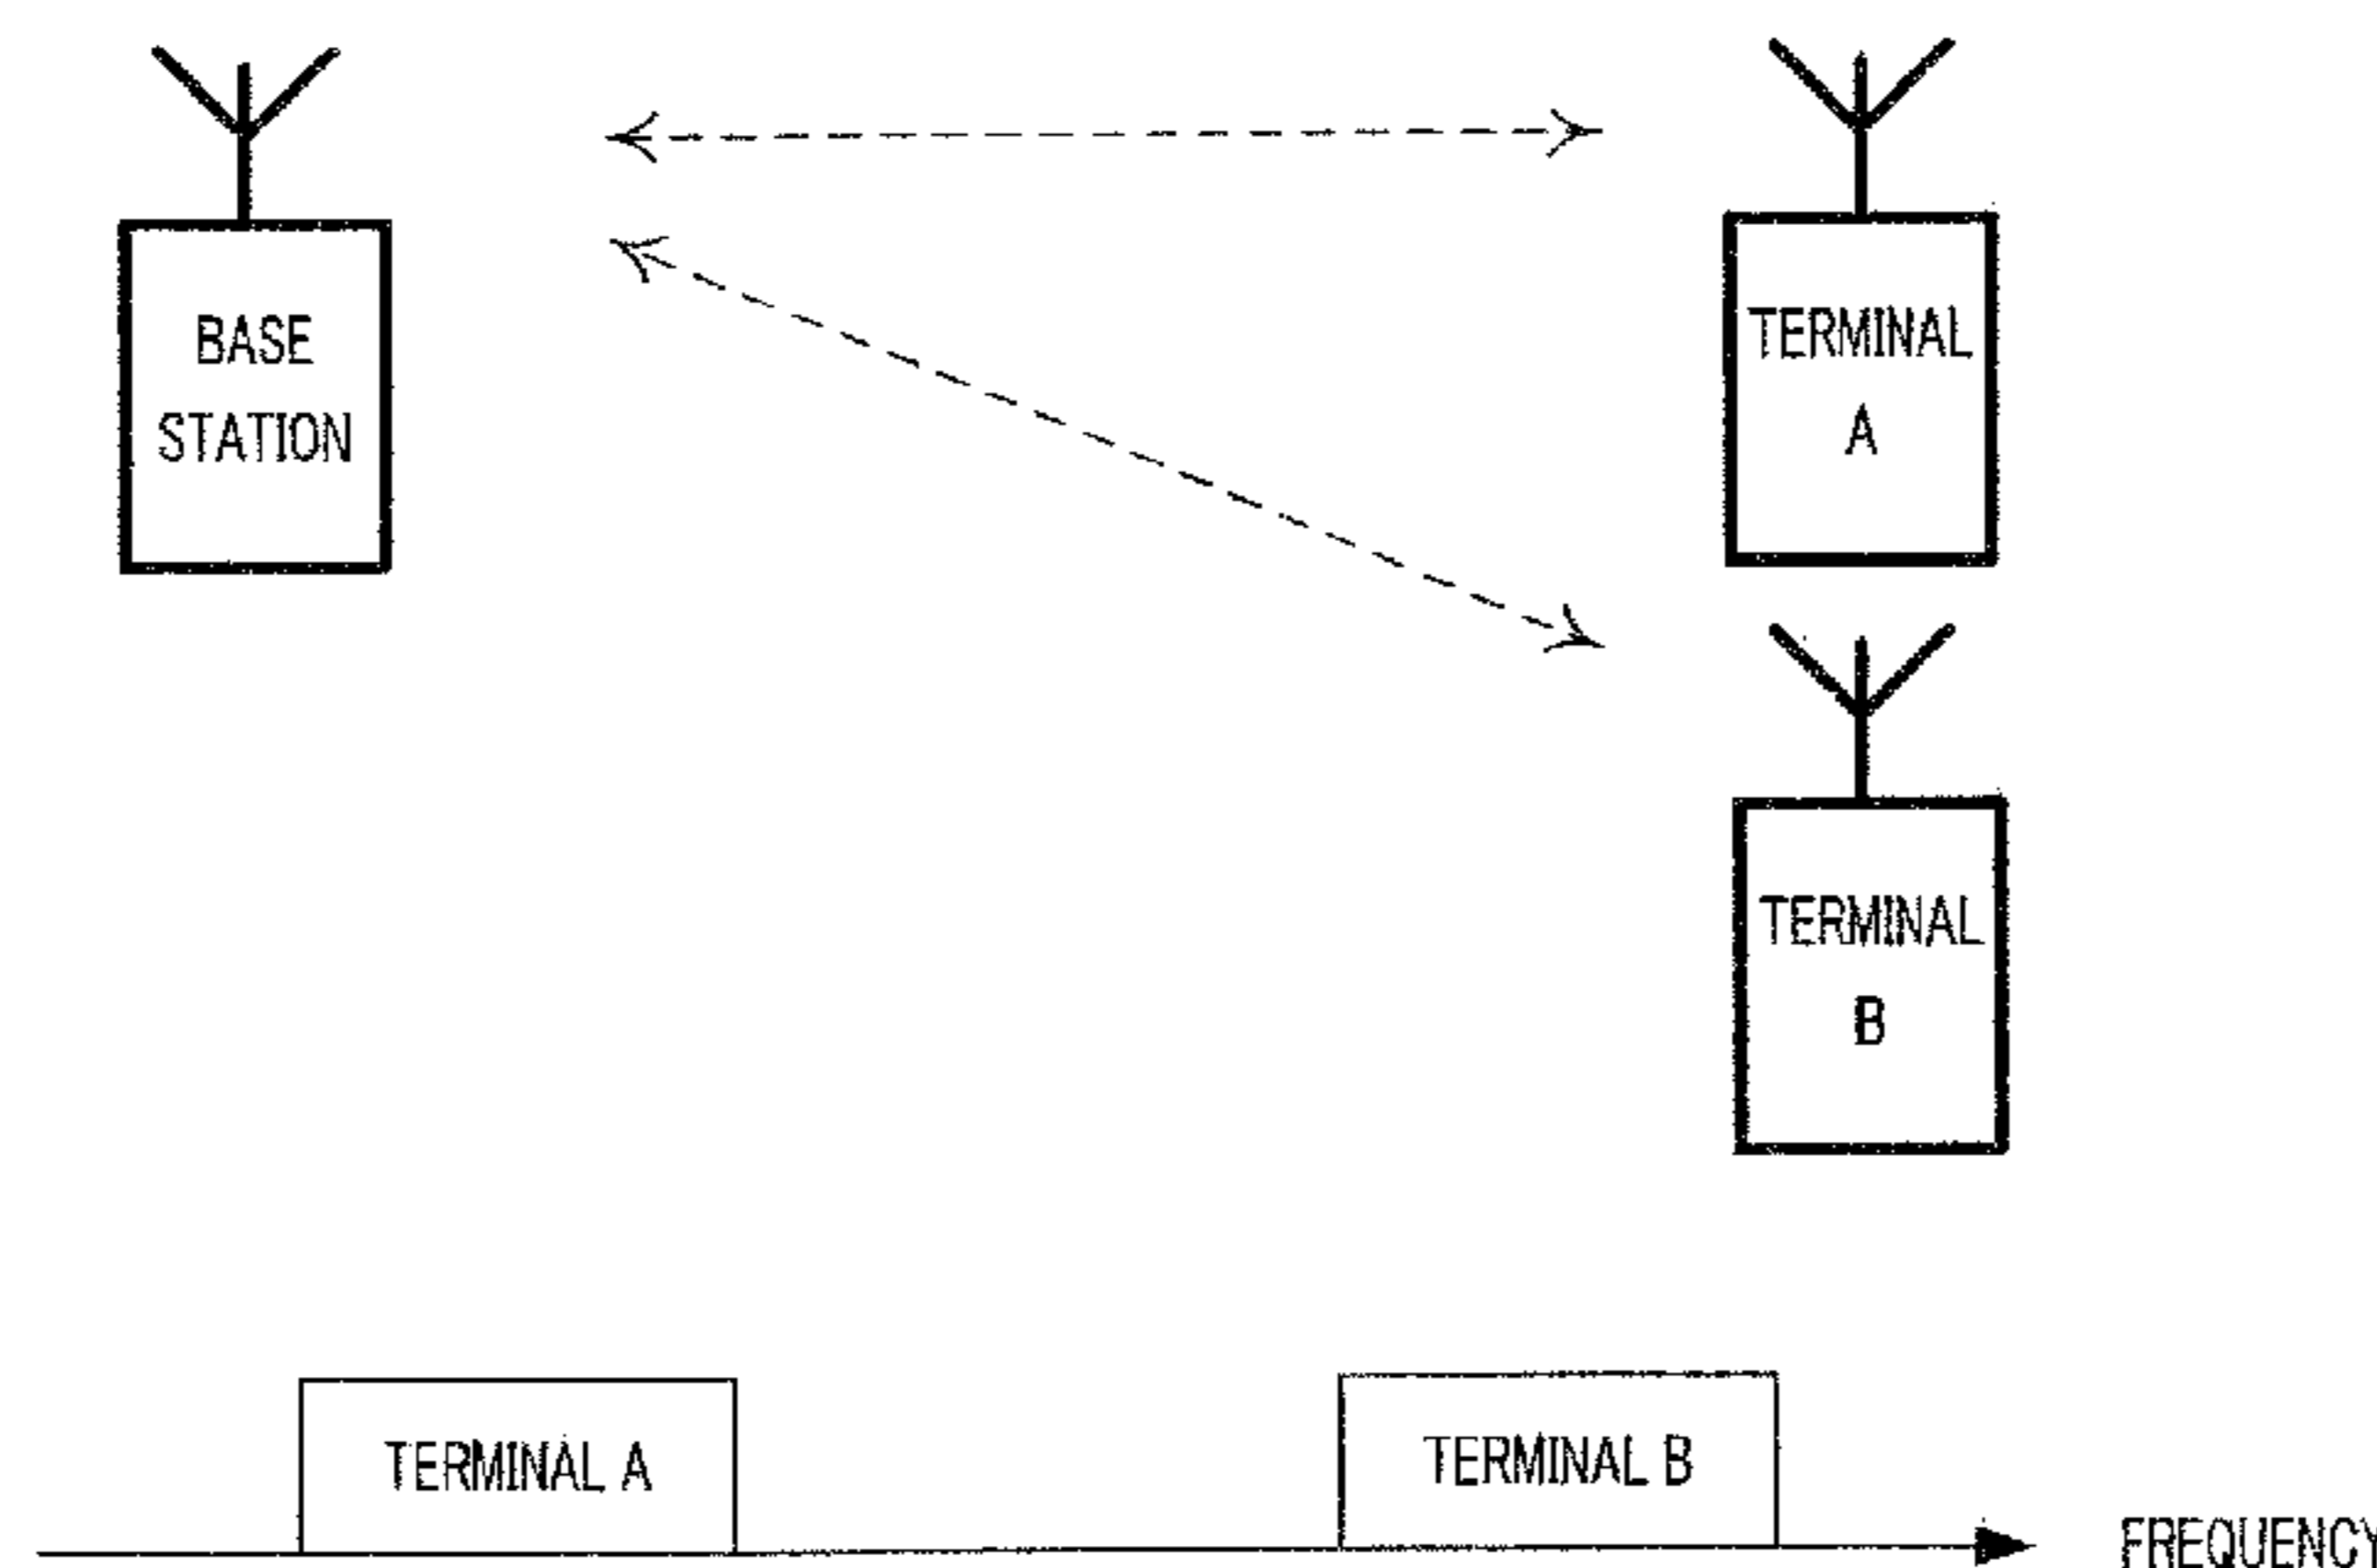 BASE
STATION
TERMINAL
A
TERMINAL
B
TERMINAL A
TERMINAL B
FREQUENCY